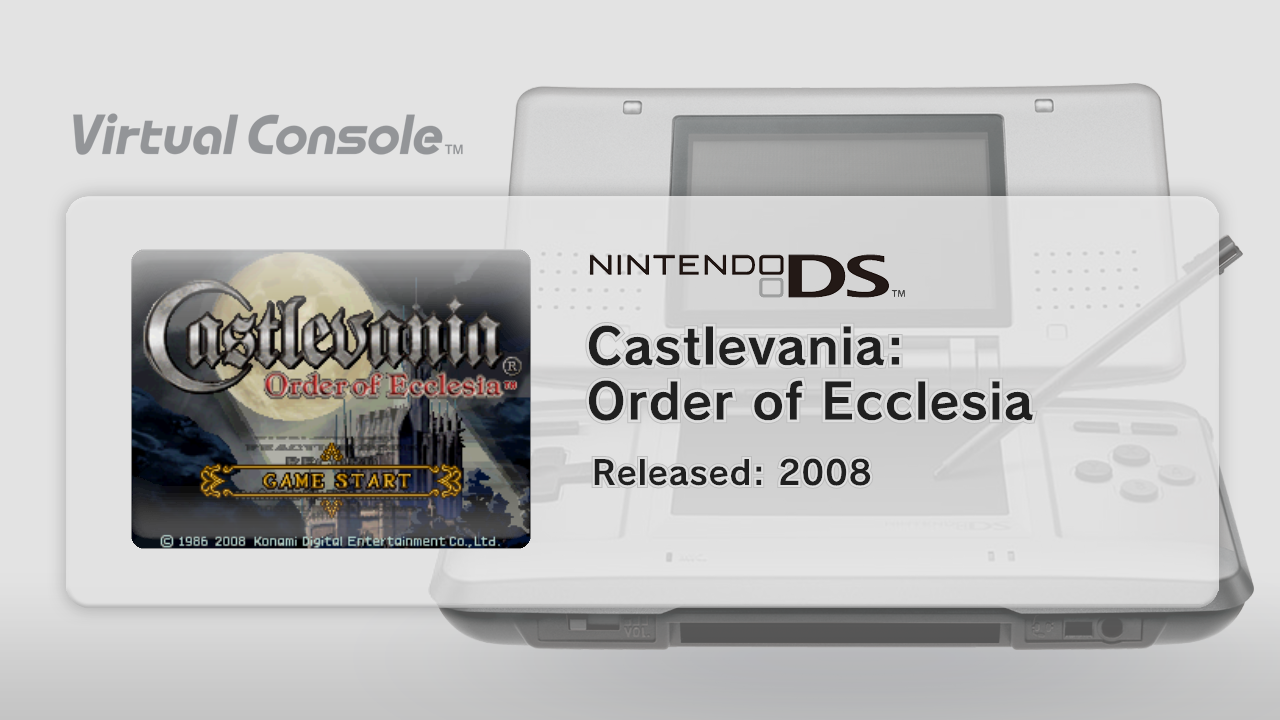 Virtual Console™
NINTENDO DS™
Castlevania:
Order of Ecclesia
Released: 2008
Castlevania®
Order of Ecclesia™
GAME START
© 1986 2008 Konami Digital Entertainment Co.,Ltd.
VOL.